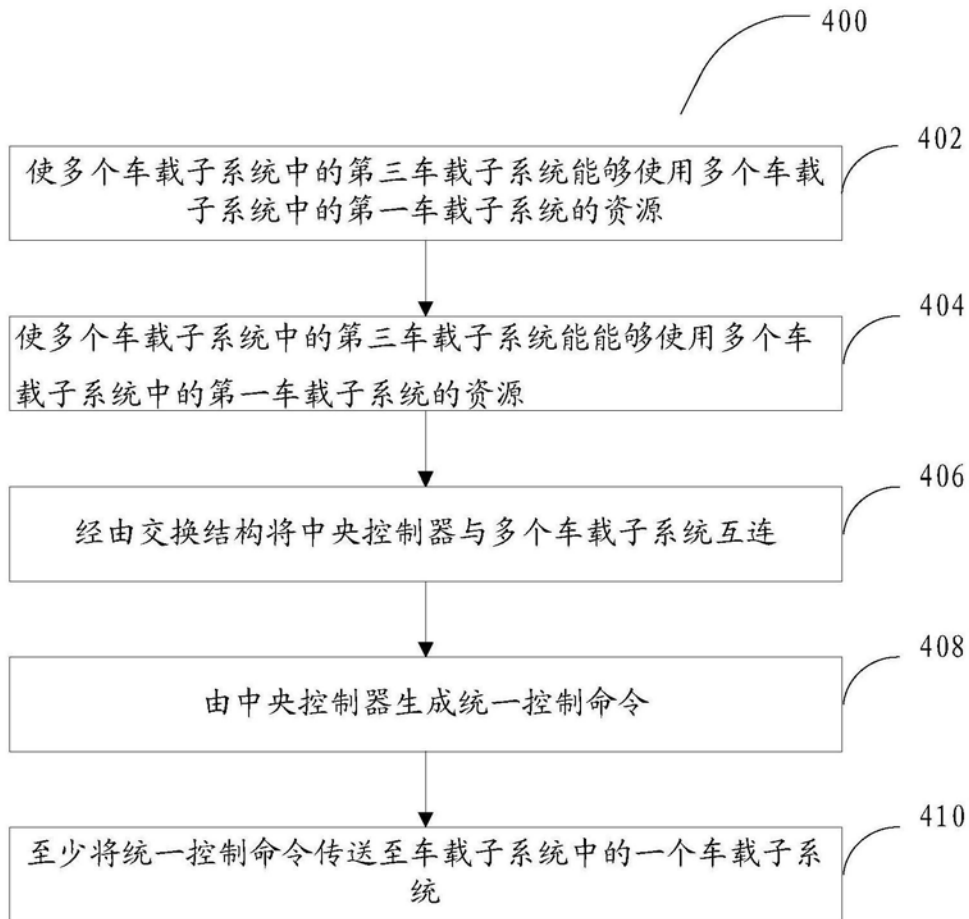 400
402
使多个车载子系统中的第三车载子系统能够使用多个车载
子系统中的第一车载子系统的资源
404
使多个车载子系统中的第三车载子系统能能够使用多个车
载子系统中的第一车载子系统的资源
406
经由交换结构将中央控制器与多个车载子系统互连
408
由中央控制器生成统一控制命令
410
至少将统一控制命令传送至车载子系统中的一个车载子系
统